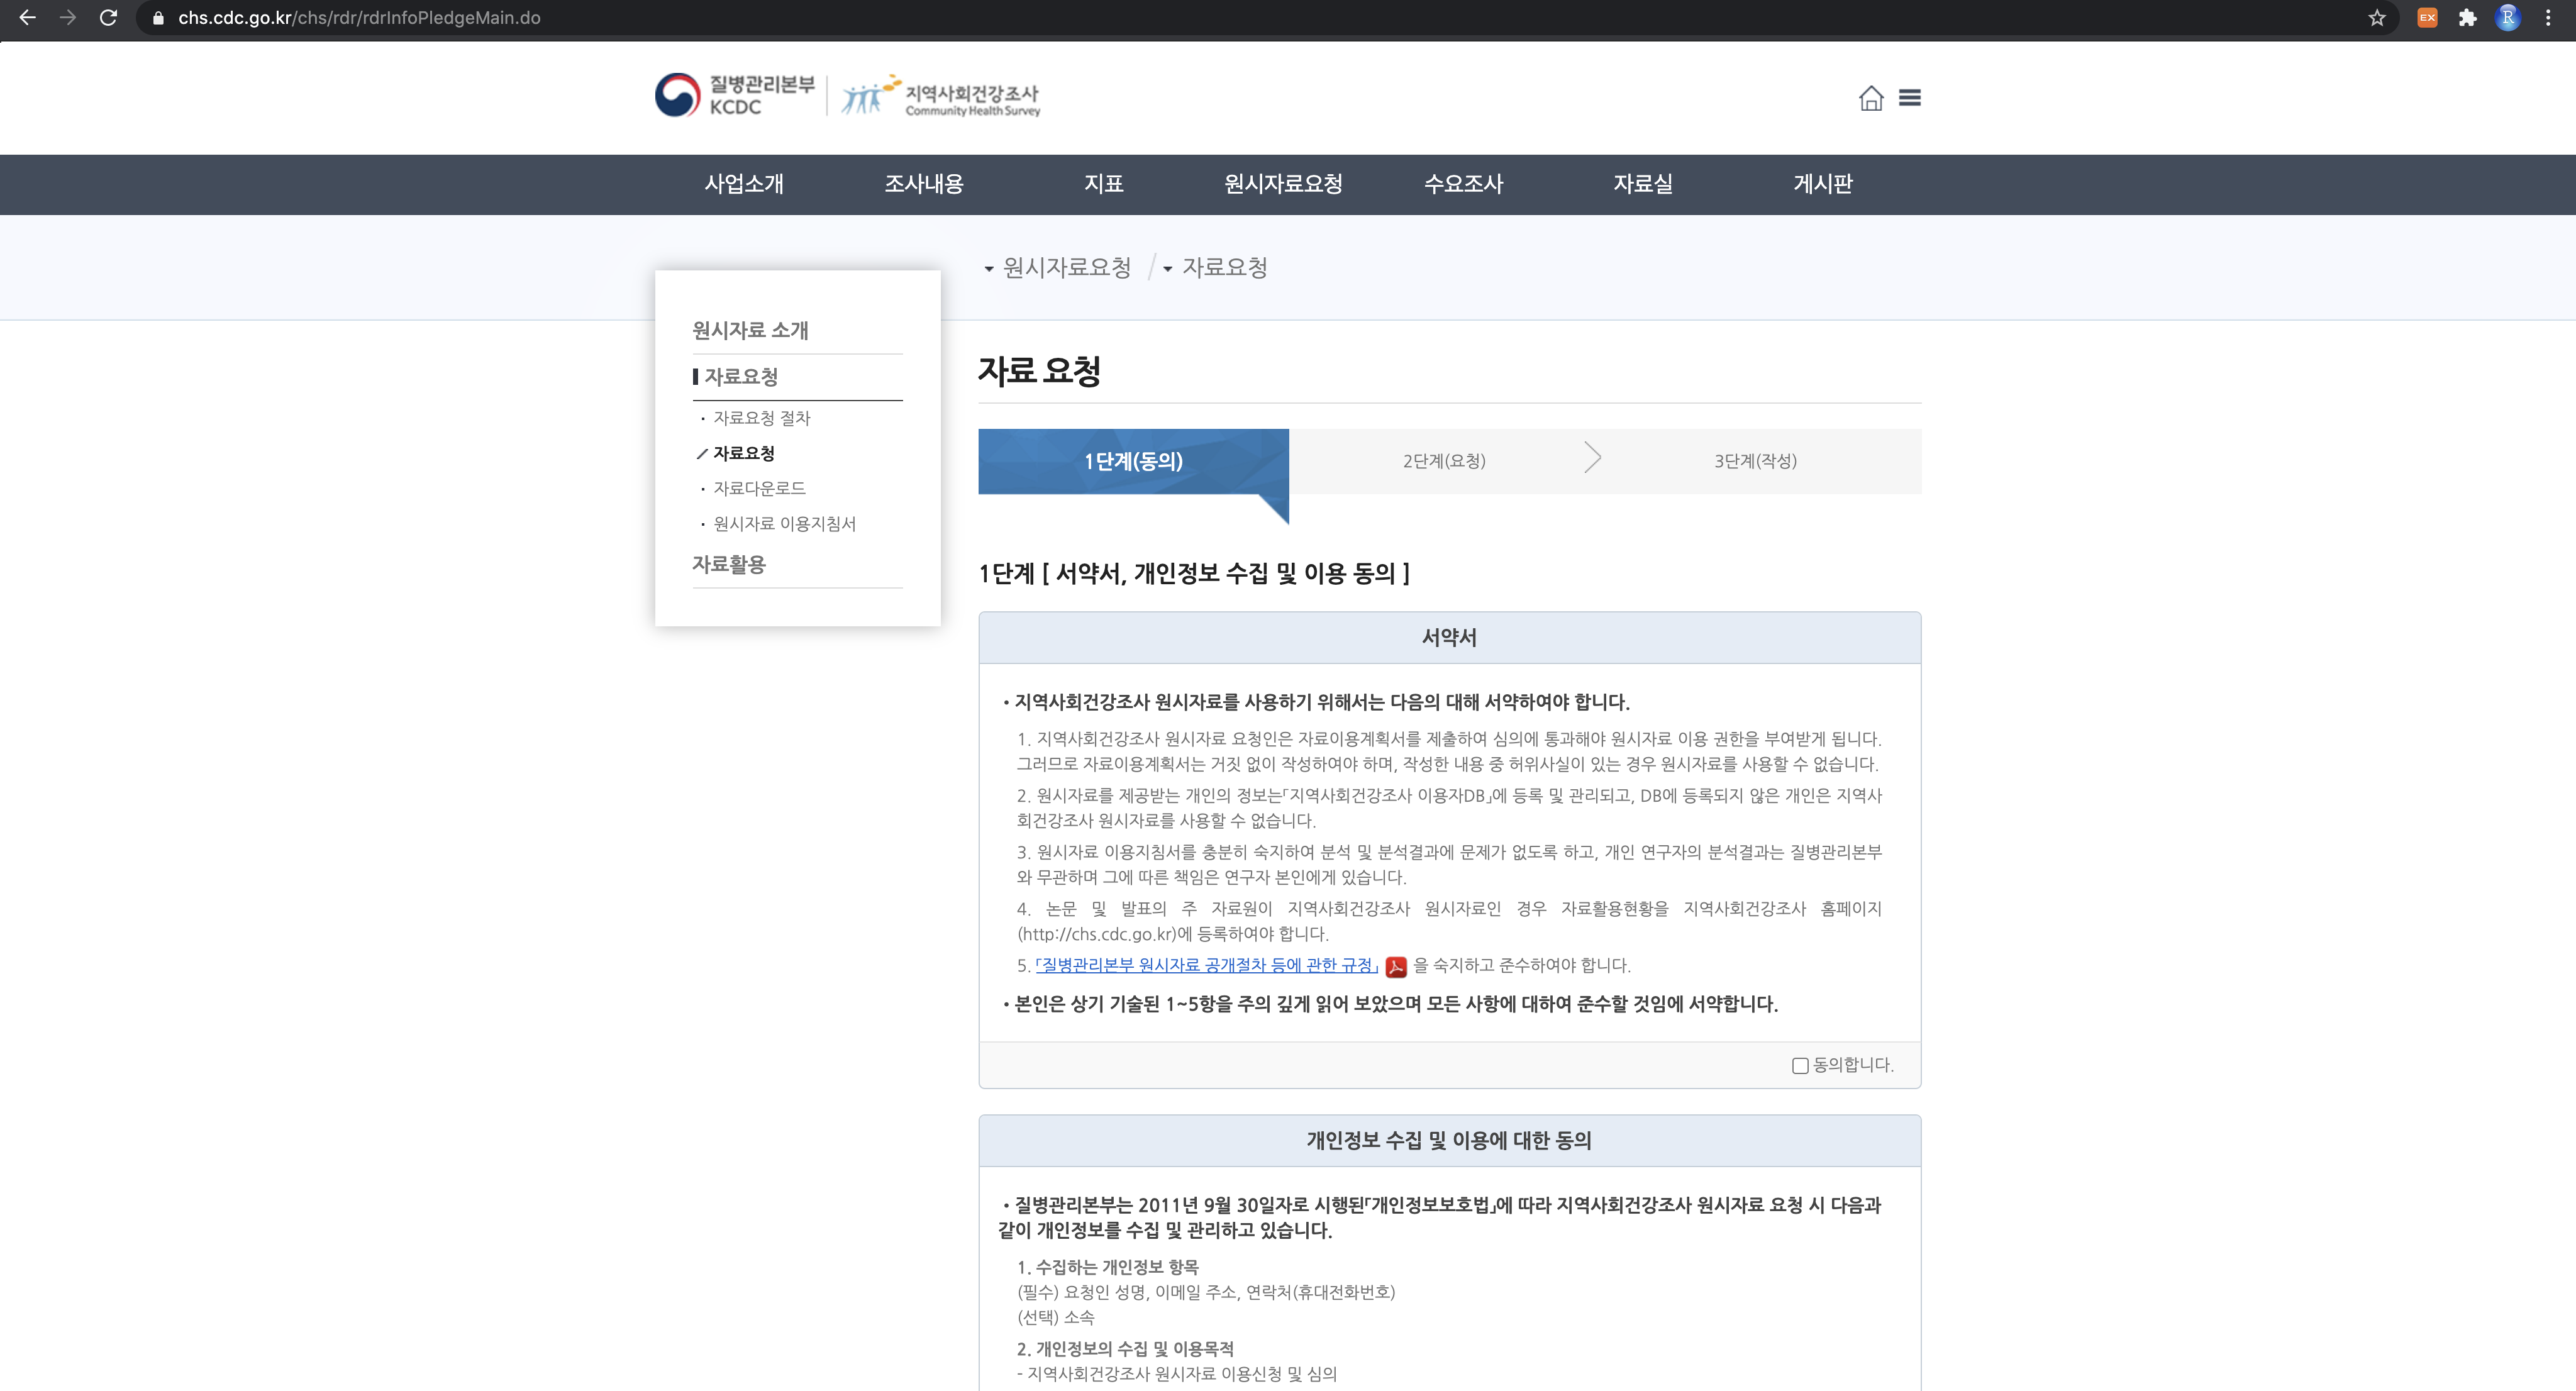 chs.cdc.go.kr/chs/rdr/rdrInfoPledgeMain.do
EX
R
질병관리본부
KCDC
지역사회건강조사
Community Health Survey
사업소개 조사내용 지표 원시자료요청 수요조사 자료실 게시판
원시자료요청 / 자료요청
원시자료 소개
자료요청
· 자료요청 절차
자료요청
· 자료다운로드
· 원시자료 이용지침서
자료활용
자료 요청
1단계(동의) 2단계(요청) 3단계(작성)
1단계 [ 서약서, 개인정보 수집 및 이용 동의 ]
서약서
• 지역사회건강조사 원시자료를 사용하기 위해서는 다음의 대해 서약하여야 합니다.
1. 지역사회건강조사 원시자료 요청인은 자료이용계획서를 제출하여 심의에 통과해야 원시자료 이용 권한을 부여받게 됩니다.
그러므로 자료이용계획서는 거짓 없이 작성하여야 하며, 작성한 내용 중 허위사실이 있는 경우 원시자료를 사용할 수 없습니다.
2. 원시자료를 제공받는 개인의 정보는「지역사회건강조사 이용자DB」에 등록 및 관리되고, DB에 등록되지 않은 개인은 지역사
회건강조사 원시자료를 사용할 수 없습니다.
3. 원시자료 이용지침서를 충분히 숙지하여 분석 및 분석결과에 문제가 없도록 하고, 개인 연구자의 분석결과는 질병관리본부
와 무관하며 그에 따른 책임은 연구자 본인에게 있습니다.
4. 논문 및 발표의 주 자료원이 지역사회건강조사 원시자료인 경우 자료활용현황을 지역사회건강조사 홈페이지
(http://chs.cdc.go.kr)에 등록하여야 합니다.
5. 「질병관리본부 원시자료 공개절차 등에 관한 규정」 을 숙지하고 준수하여야 합니다.
• 본인은 상기 기술된 1~5항을 주의 깊게 읽어 보았으며 모든 사항에 대하여 준수할 것임에 서약합니다.
동의합니다.
개인정보 수집 및 이용에 대한 동의
• 질병관리본부는 2011년 9월 30일자로 시행된「개인정보보호법」에 따라 지역사회건강조사 원시자료 요청 시 다음과
같이 개인정보를 수집 및 관리하고 있습니다.
1. 수집하는 개인정보 항목
(필수) 요청인 성명, 이메일 주소, 연락처(휴대전화번호)
(선택) 소속
2. 개인정보의 수집 및 이용목적
- 지역사회건강조사 원시자료 이용신청 및 심의